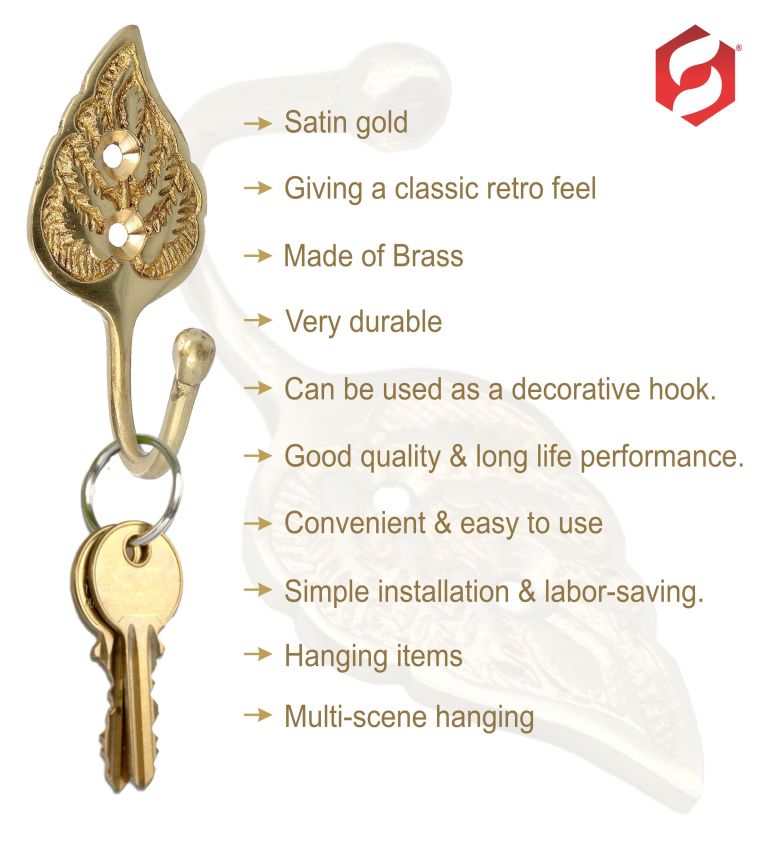 Satin gold
Giving a classic retro feel
Made of Brass
Very durable
Can be used as a decorative hook.
Good quality & long life performance.
Convenient & easy to use
Simple installation & labor-saving.
Hanging items
Multi-scene hanging
®